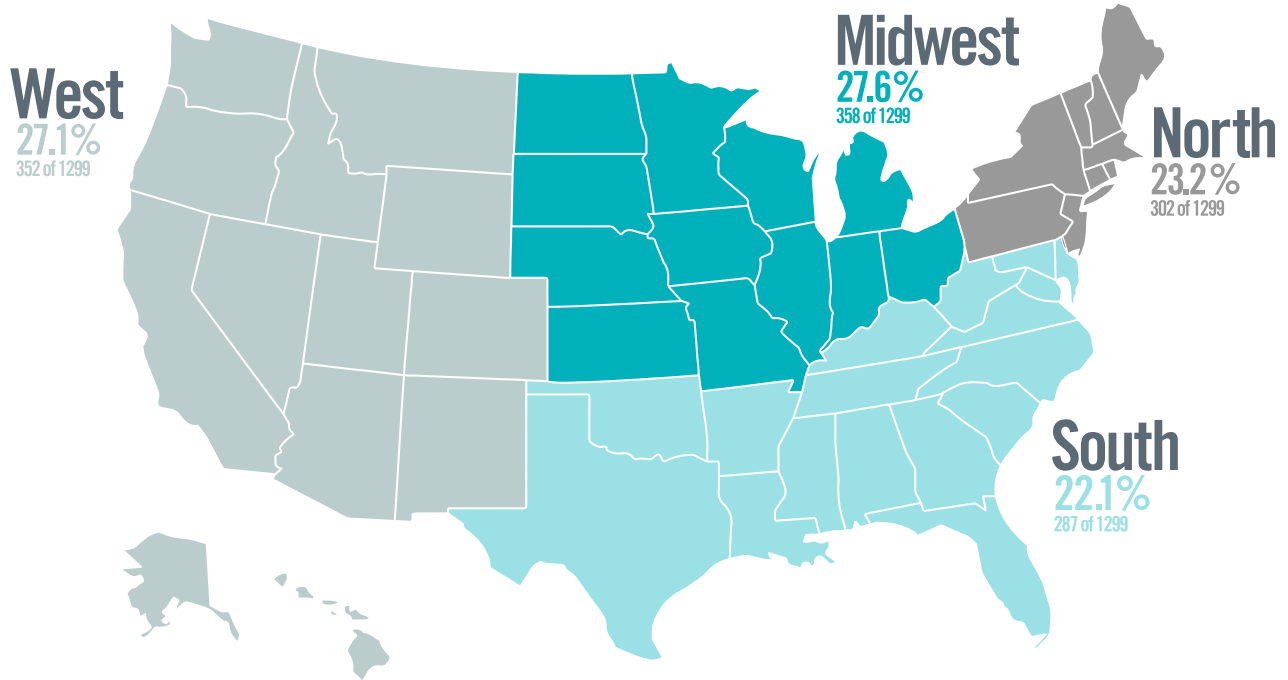 West
27.1%
352 of 1299
Midwest
27.6%
358 of 1299
North
23.2%
302 of 1299
South
22.1%
287 of 1299